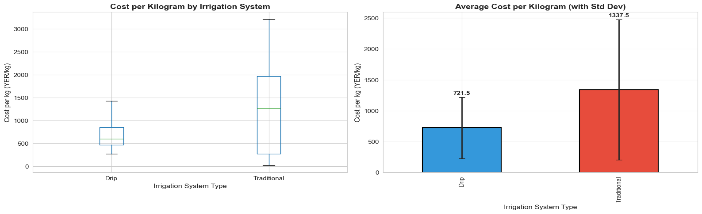 Cost per Kilogram by Irrigation System
Cost per kg (YER/kg)
3000
2500
2000
1500
1000
500
0
Drip
Traditional
Irrigation System Type
Average Cost per Kilogram (with Std Dev)
Cost per kg (YER/kg)
2500
2000
1500
1000
500
0
721.5
1337.5
Drip
Traditional
Irrigation System Type